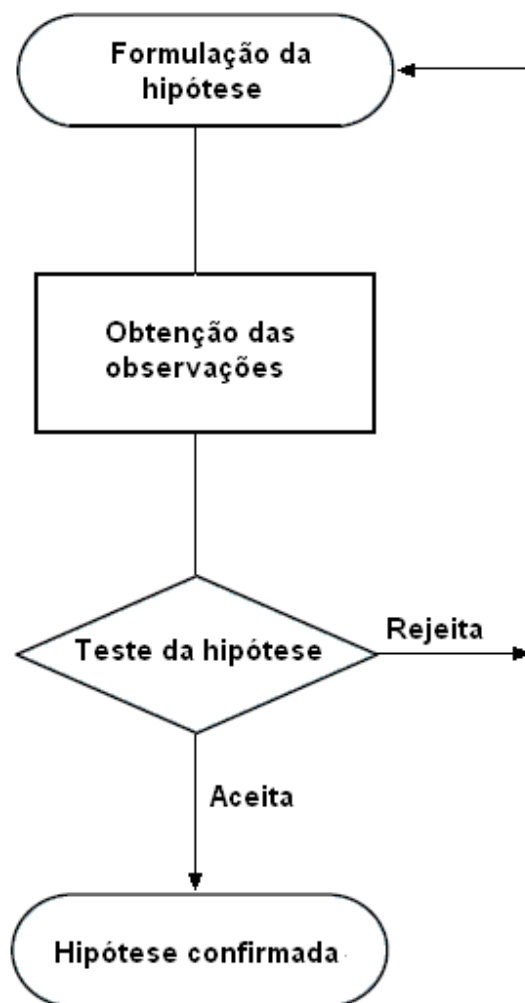 Formulação da
hipótese
Obtenção das
observações
Teste da hipótese
Rejeita
Aceita
Hipótese confirmada